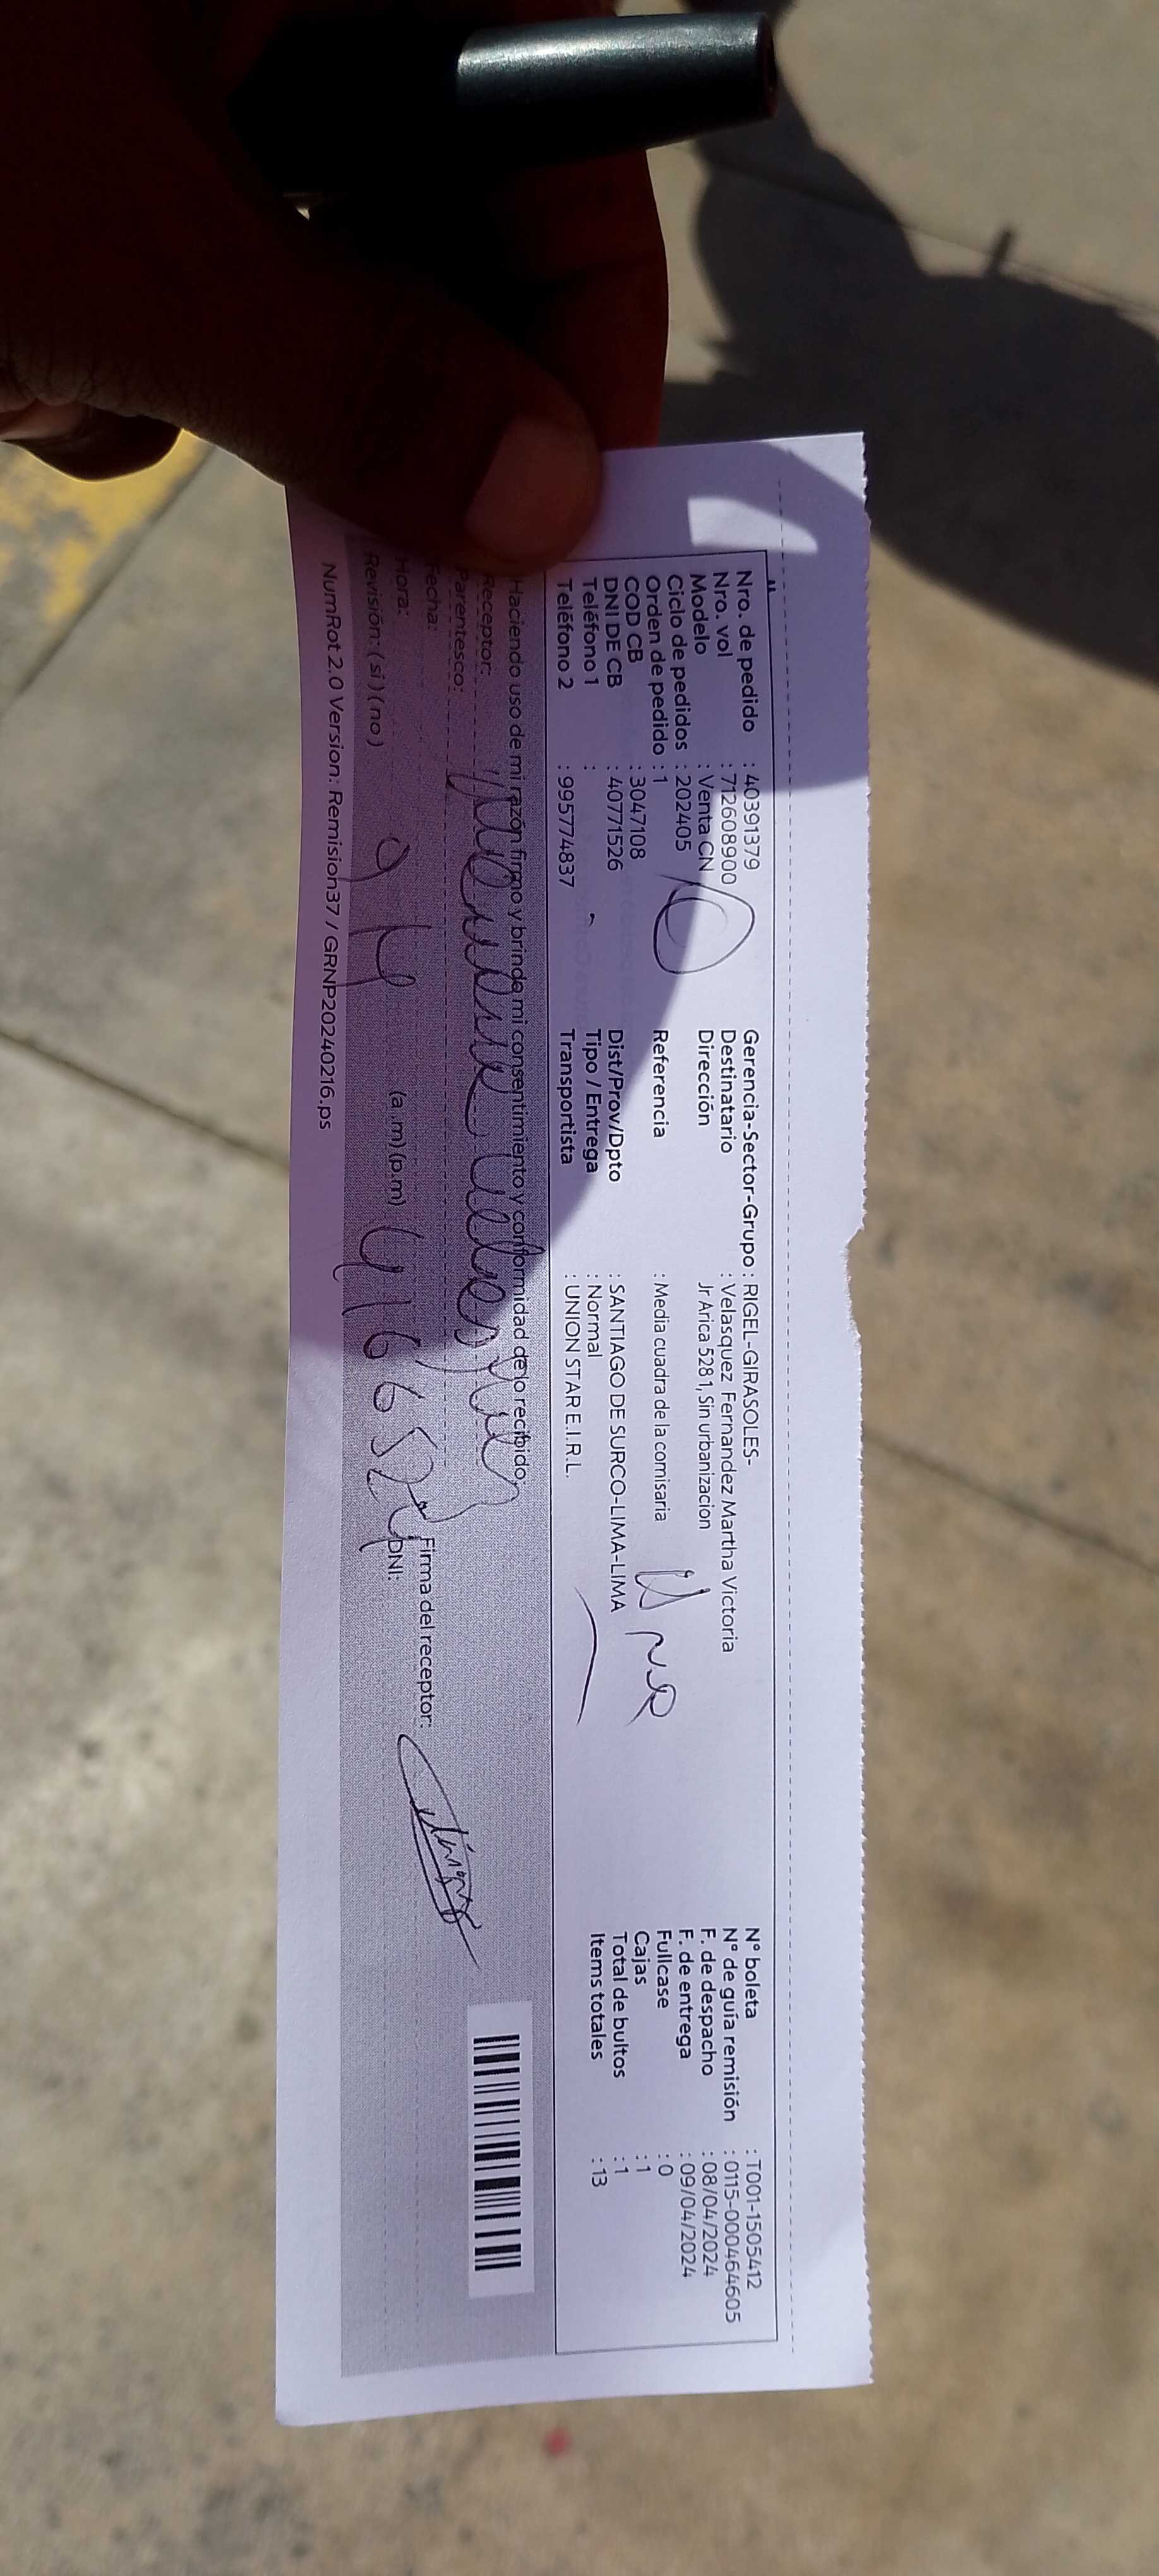 Nro. de pedido : 40391379
Nro. vol : 712608900
Modelo : Venta CN
Ciclo de pedidos : 202405
Orden de pedido : 1
COD CB : 3047108
DNI DE CB : 40771526
Teléfono 1 :
Teléfono 2 : 995774837
Gerencia-Sector-Grupo : RIGEL-GIRASOLES-
Destinatario : Velasquez Fernandez Martha Victoria
Dirección Jr Arica 528 1, Sin urbanizacion
Referencia : Media cuadra de la comisaria
Dist/Prov/Dpto : SANTIAGO DE SURCO-LIMA-LIMA
Tipo / Entrega : Normal
Transportista : UNION STAR E.I.R.L.
N° boleta : T001-1505412
N° de guía remisión : 0115-000464605
F. de despacho : 08/04/2024
F. de entrega : 09/04/2024
Fullcase : 0
Cajas : 1
Total de bultos : 1
Items totales : 13
Haciendo uso de mi razón firmo y brindo mi consentimiento y conformidad de lo recibido,
Receptor:
Parentesco:
Fecha:
Firma del receptor:
Hora: (a.m) (p.m)
DNI:
Revisión: ( si ) ( no )
NumRot 2.0 Version: Remision37 / GRNP20240216.ps